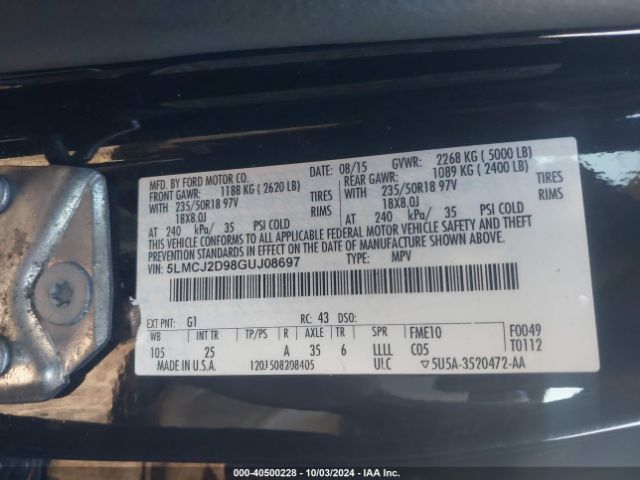 MFD. BY FORD MOTOR CO.
DATE: 08/15 GVWR: 2268 KG ( 5000 LB)
FRONT GAWR: 1188 KG ( 2620 LB)
REAR GAWR: 1089 KG ( 2400 LB)
WITH 235/50R18 97V TIRES
WITH 235/50R18 97V TIRES
18X8.0J RIMS
18X8.0J RIMS
AT 240 kPa/ 35 PSI COLD
AT 240 kPa/ 35 PSI COLD
THIS VEHICLE CONFORMS TO ALL APPLICABLE FEDERAL MOTOR VEHICLE SAFETY AND THEFT
PREVENTION STANDARDS IN EFFECT ON THE DATE OF MANUFACTURE SHOWN ABOVE.
VIN: 5LMCJ2D98GUJ08697 TYPE: MPV
EXT PNT: G1 RC: 43 DSO:
WB INT TR TP/PS R AXLE TR SPR FME10 F0049
105 25 A 35 6 LLLL C05 T0112
MADE IN U.S.A. 120J508208405 U!.C ▽5U5A-3520472-AA
000-40500228 - 10/03/2024 - IAA Inc.